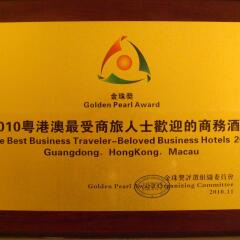 金珠獎
Golden Pearl Award
010粵港澳最受商旅人士歡迎的商務酒
e Best Business Traveler-Beloved Business Hotels 20
Guangdong, HongKong, Macau
金珠獎評選組織委員會
Golden Pearl Award Organizing Committee
2010.11